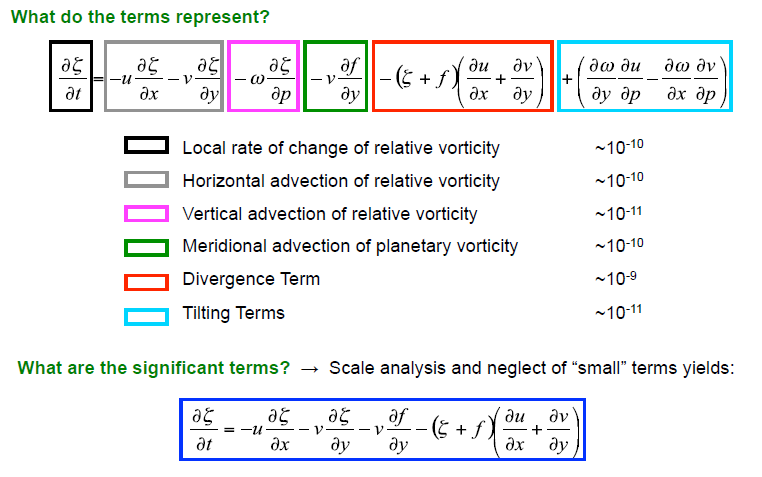 What do the terms represent?
∂ζ/∂t = −u ∂ζ/∂x − v ∂ζ/∂y − ω ∂ζ/∂p − v ∂f/∂y − (ζ + f)(∂u/∂x + ∂v/∂y) + (∂ω/∂y ∂u/∂p − ∂ω/∂x ∂v/∂p)
Local rate of change of relative vorticity ~10⁻¹⁰
Horizontal advection of relative vorticity ~10⁻¹⁰
Vertical advection of relative vorticity ~10⁻¹¹
Meridional advection of planetary vorticity ~10⁻¹⁰
Divergence Term ~10⁻⁹
Tilting Terms ~10⁻¹¹
What are the significant terms? → Scale analysis and neglect of “small” terms yields:
∂ζ/∂t = −u ∂ζ/∂x − v ∂ζ/∂y − v ∂f/∂y − (ζ + f)(∂u/∂x + ∂v/∂y)